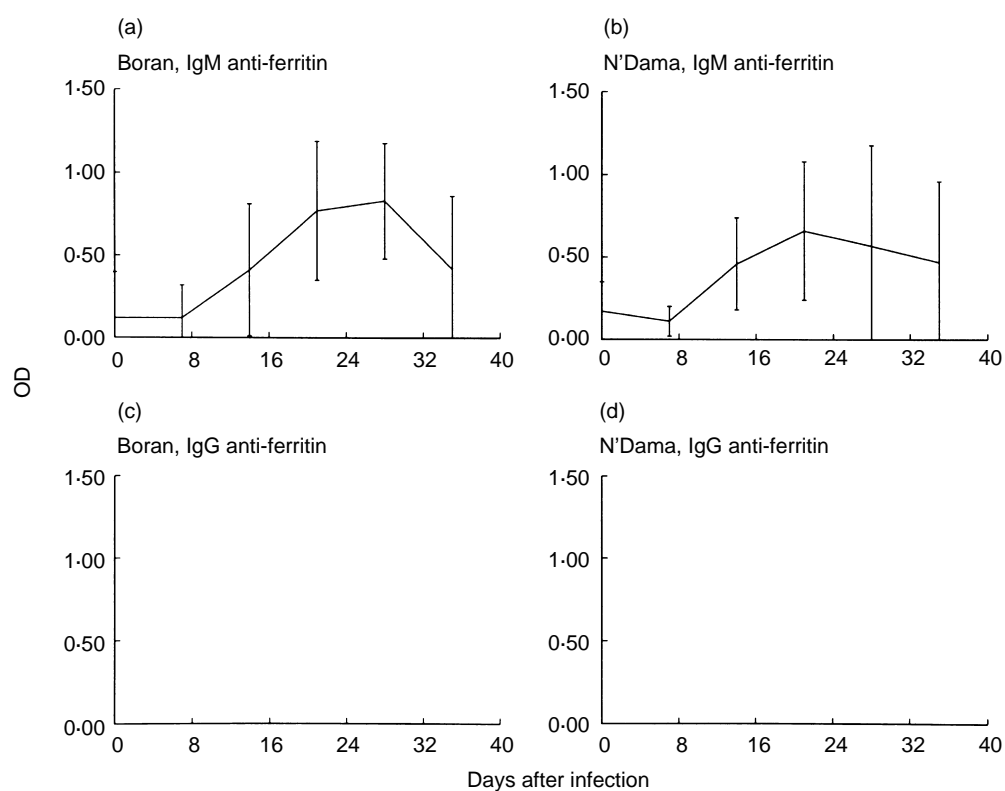 (a)
Boran, IgM anti-ferritin
1·50
1·00
0·50
0·00
0 8 16 24 32 40
(b)
N'Dama, IgM anti-ferritin
1·50
1·00
0·50
0·00
0 8 16 24 32 40
OD
(c)
Boran, IgG anti-ferritin
1·50
1·00
0·50
0·00
0 8 16 24 32 40
(d)
N'Dama, IgG anti-ferritin
1·50
1·00
0·50
0·00
0 8 16 24 32 40
Days after infection